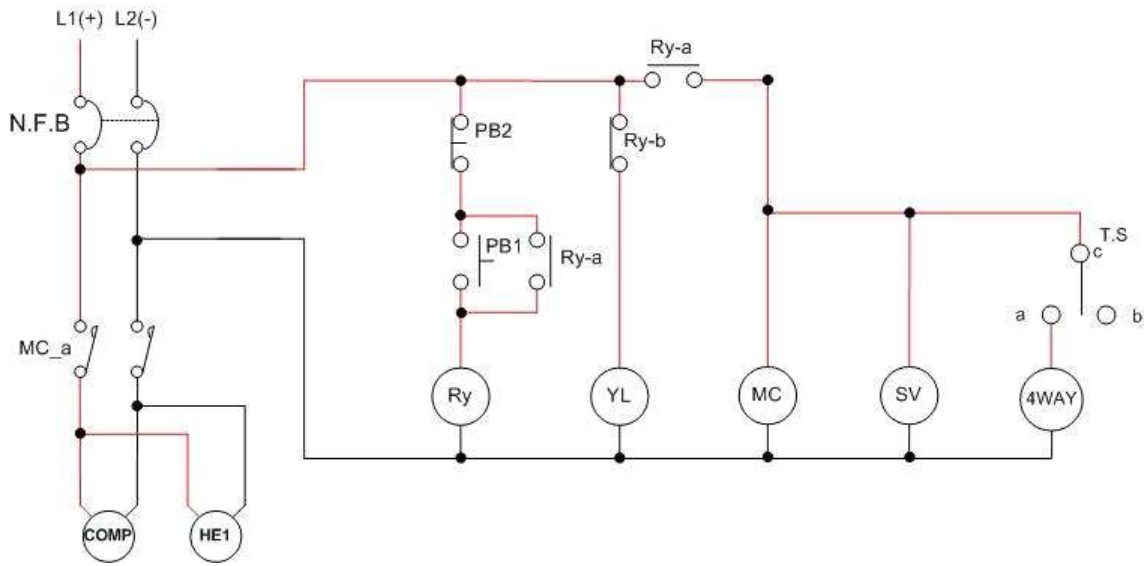 L1(+) L2(-)
Ry-a
N.F.B
PB2
Ry-b
PB1
Ry-a
T.S
c
a
b
MC_a
Ry
YL
MC
SV
4WAY
COMP
HE1